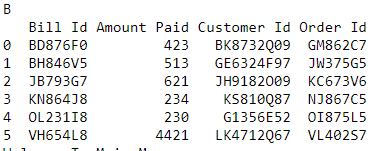 B
Bill Id Amount Paid Customer Id Order Id
0 BD876F0 423 BK8732Q09 GM862C7
1 BH846V5 513 GE6324F97 JW375G5
2 JB793G7 621 JH9182O09 KC673V6
3 KN864J8 234 KS810Q87 NJ867C5
4 OL231I8 230 G1356E52 OI875L5
5 VH654L8 4421 LK4712Q67 VL402S7